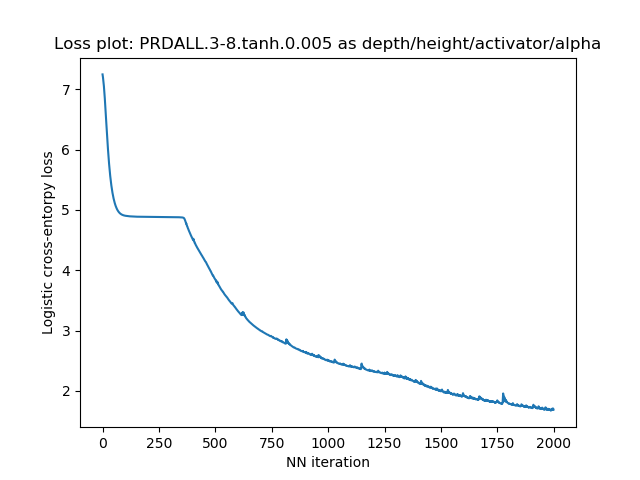 Loss plot: PRDALL.3-8.tanh.0.005 as depth/height/activator/alpha
7
6
5
4
3
2
Logistic cross-entorpy loss
0 250 500 750 1000 1250 1500 1750 2000
NN iteration